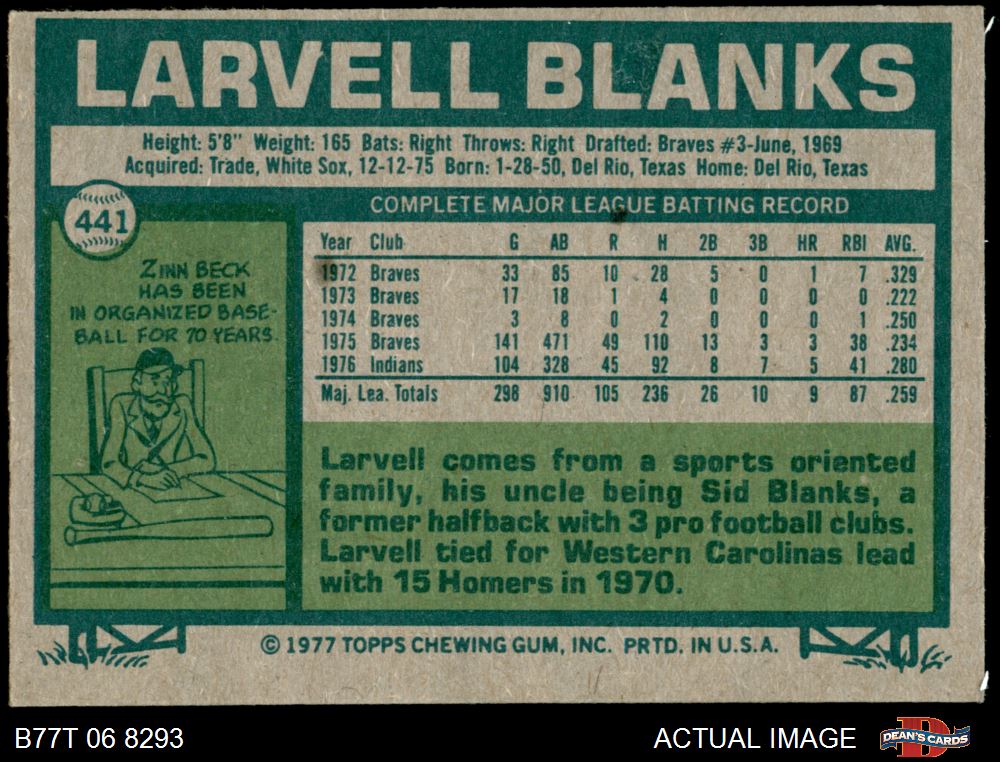 LARVELL BLANKS
Height: 5'8" Weight: 165 Bats: Right Throws: Right Drafted: Braves #3-June, 1969
Acquired: Trade, White Sox, 12-12-75 Born: 1-28-50, Del Rio, Texas Home: Del Rio, Texas
441
ZINN BECK
HAS BEEN
IN ORGANIZED BASE-
BALL FOR 70 YEARS.
COMPLETE MAJOR LEAGUE BATTING RECORD
Year Club G AB R H 2B 3B HR RBI AVG.
1972 Braves 33 85 10 28 5 0 1 7 .329
1973 Braves 17 18 1 4 0 0 0 0 .222
1974 Braves 3 8 0 2 0 0 0 1 .250
1975 Braves 141 471 49 110 13 3 3 38 .234
1976 Indians 104 328 45 92 8 7 5 41 .280
Maj. Lea. Totals 298 910 105 236 26 10 9 87 .259
Larvell comes from a sports oriented
family, his uncle being Sid Blanks, a
former halfback with 3 pro football clubs.
Larvell tied for Western Carolinas lead
with 15 Homers in 1970.
© 1977 TOPPS CHEWING GUM, INC. PRTD. IN U.S.A.
B77T 06 8293
ACTUAL IMAGE
D
DEAN'S CARDS